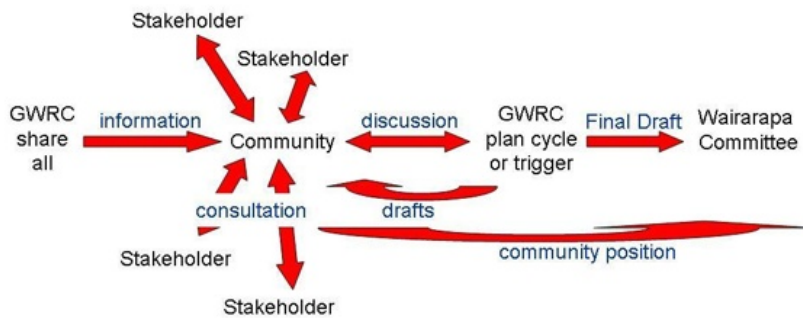 Stakeholder
Stakeholder
GWRC
share
all
information
Community
discussion
GWRC
plan cycle
or trigger
Final Draft
Wairarapa
Committee
consultation
drafts
community position
Stakeholder
Stakeholder